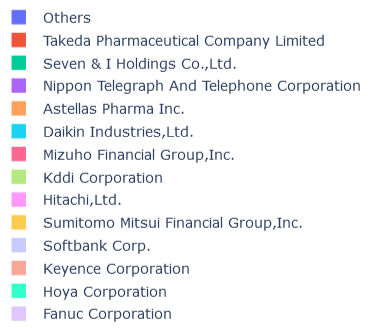 Others
Takeda Pharmaceutical Company Limited
Seven & I Holdings Co.,Ltd.
Nippon Telegraph And Telephone Corporation
Astellas Pharma Inc.
Daikin Industries,Ltd.
Mizuho Financial Group,Inc.
Kddi Corporation
Hitachi,Ltd.
Sumitomo Mitsui Financial Group,Inc.
Softbank Corp.
Keyence Corporation
Hoya Corporation
Fanuc Corporation